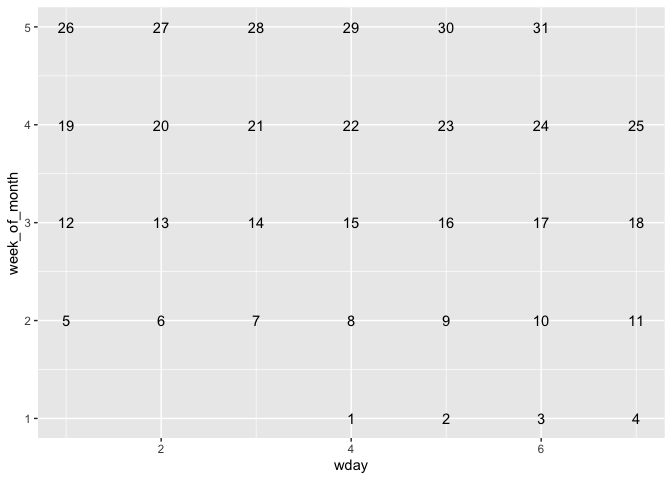 5 26 27 28 29 30 31
4 19 20 21 22 23 24 25
week_of_month
3 12 13 14 15 16 17 18
2 5 6 7 8 9 10 11
1 1 2 3 4
2 4 6
wday